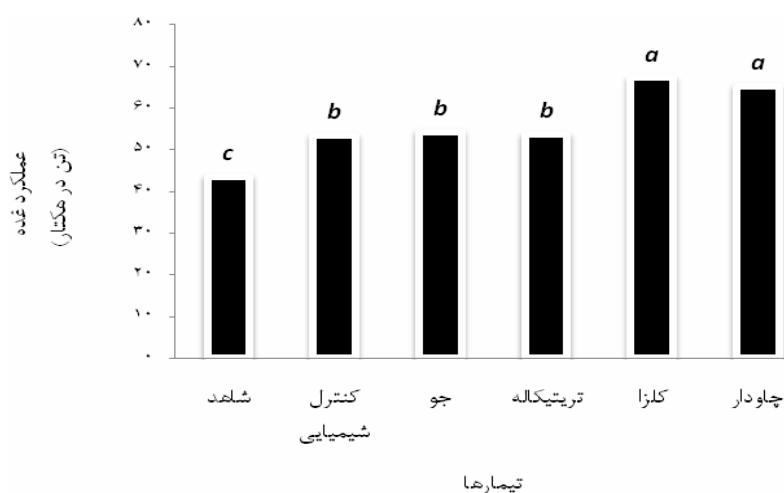 ۸۰
۷۰
۶۰
۵۰
۴۰
۳۰
۲۰
۱۰
۰
عملکرد غده
(تن در هکتار)
c
b
b
b
a
a
شاهد
کنترل شیمیایی
جو
تریتیکاله
کلزا
چاودار
تیمارها